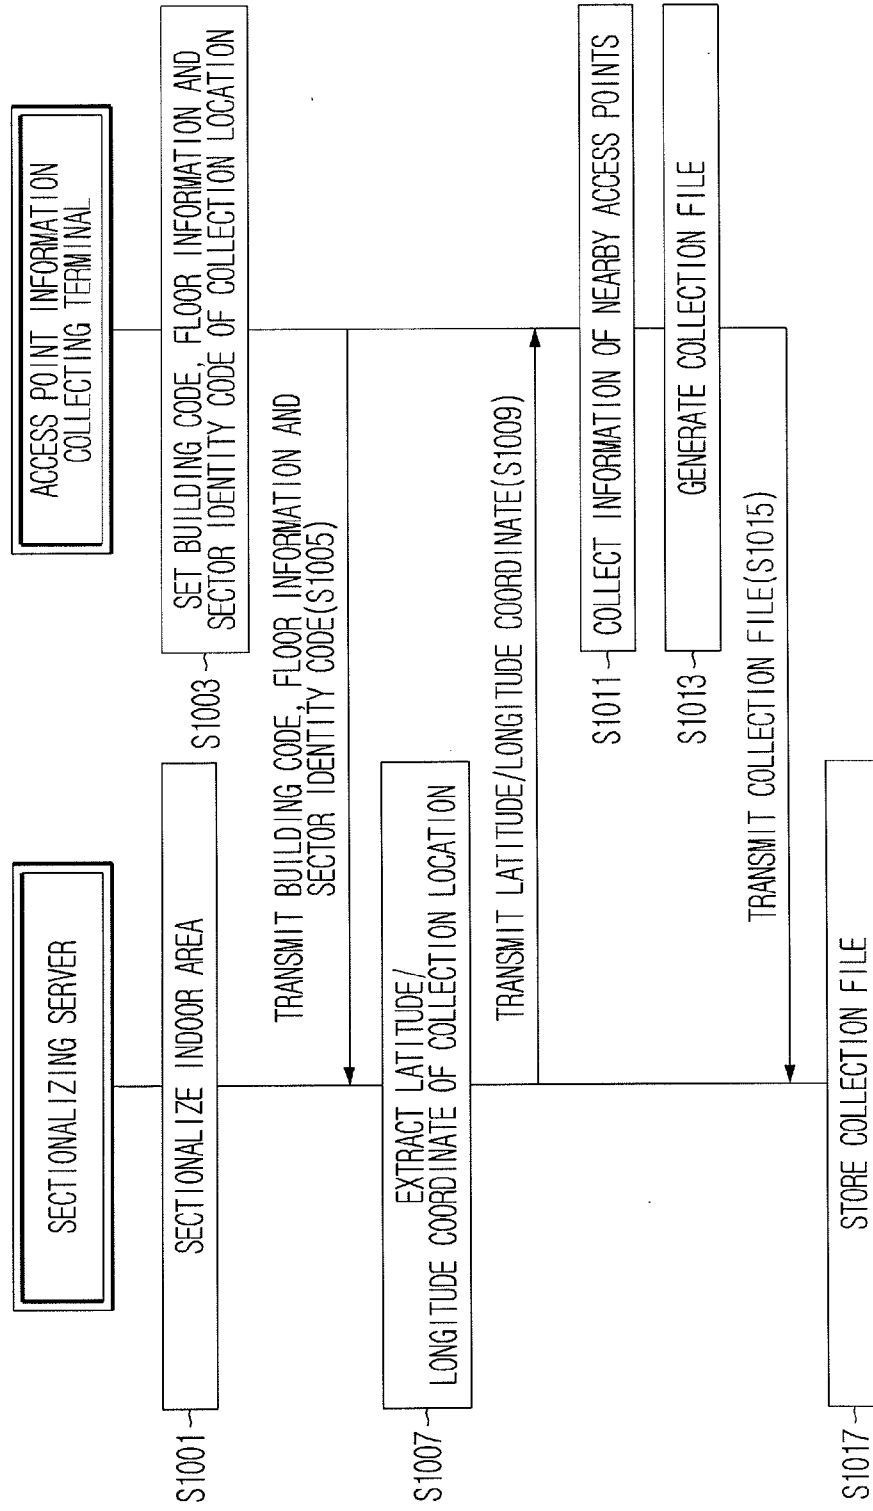 SECTIONALIZING SERVER
ACCESS POINT INFORMATION
COLLECTING TERMINAL
S1001
SECTIONALIZE INDOOR AREA
S1003
SET BUILDING CODE, FLOOR INFORMATION AND
SECTOR IDENTITY CODE OF COLLECTION LOCATION
TRANSMIT BUILDING CODE, FLOOR INFORMATION AND
SECTOR IDENTITY CODE(S1005)
S1007
EXTRACT LATITUDE/
LONGITUDE COORDINATE OF COLLECTION LOCATION
TRANSMIT LATITUDE/LONGITUDE COORDINATE(S1009)
S1011
COLLECT INFORMATION OF NEARBY ACCESS POINTS
S1013
GENERATE COLLECTION FILE
TRANSMIT COLLECTION FILE(S1015)
S1017
STORE COLLECTION FILE